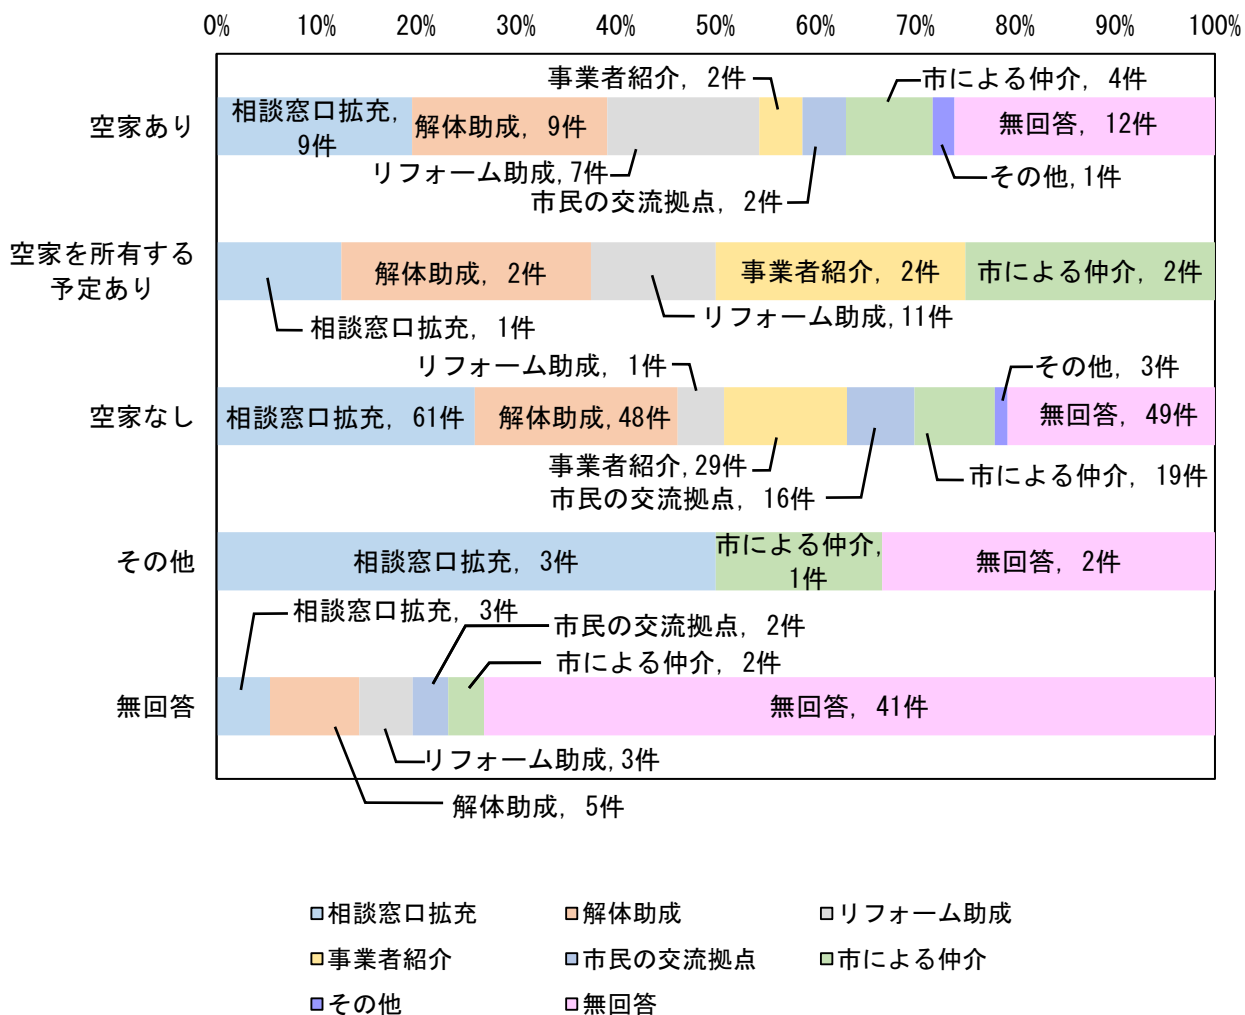 0% 10% 20% 30% 40% 50% 60% 70% 80% 90% 100%
空家あり
相談窓口拡充,
9件
解体助成, 9件
リフォーム助成, 7件
事業者紹介, 2件
市民の交流拠点, 2件
市による仲介, 4件
その他, 1件
無回答, 12件
空家を所有する
予定あり
相談窓口拡充, 1件
解体助成, 2件
リフォーム助成, 11件
事業者紹介, 2件
市による仲介, 2件
空家なし
相談窓口拡充, 61件
解体助成, 48件
リフォーム助成, 1件
事業者紹介, 29件
市民の交流拠点, 16件
市による仲介, 19件
その他, 3件
無回答, 49件
その他
相談窓口拡充, 3件
市による仲介,
1件
無回答, 2件
無回答
相談窓口拡充, 3件
解体助成, 5件
リフォーム助成, 3件
市民の交流拠点, 2件
市による仲介, 2件
無回答, 41件
相談窓口拡充 解体助成 リフォーム助成
事業者紹介 市民の交流拠点 市による仲介
その他 無回答